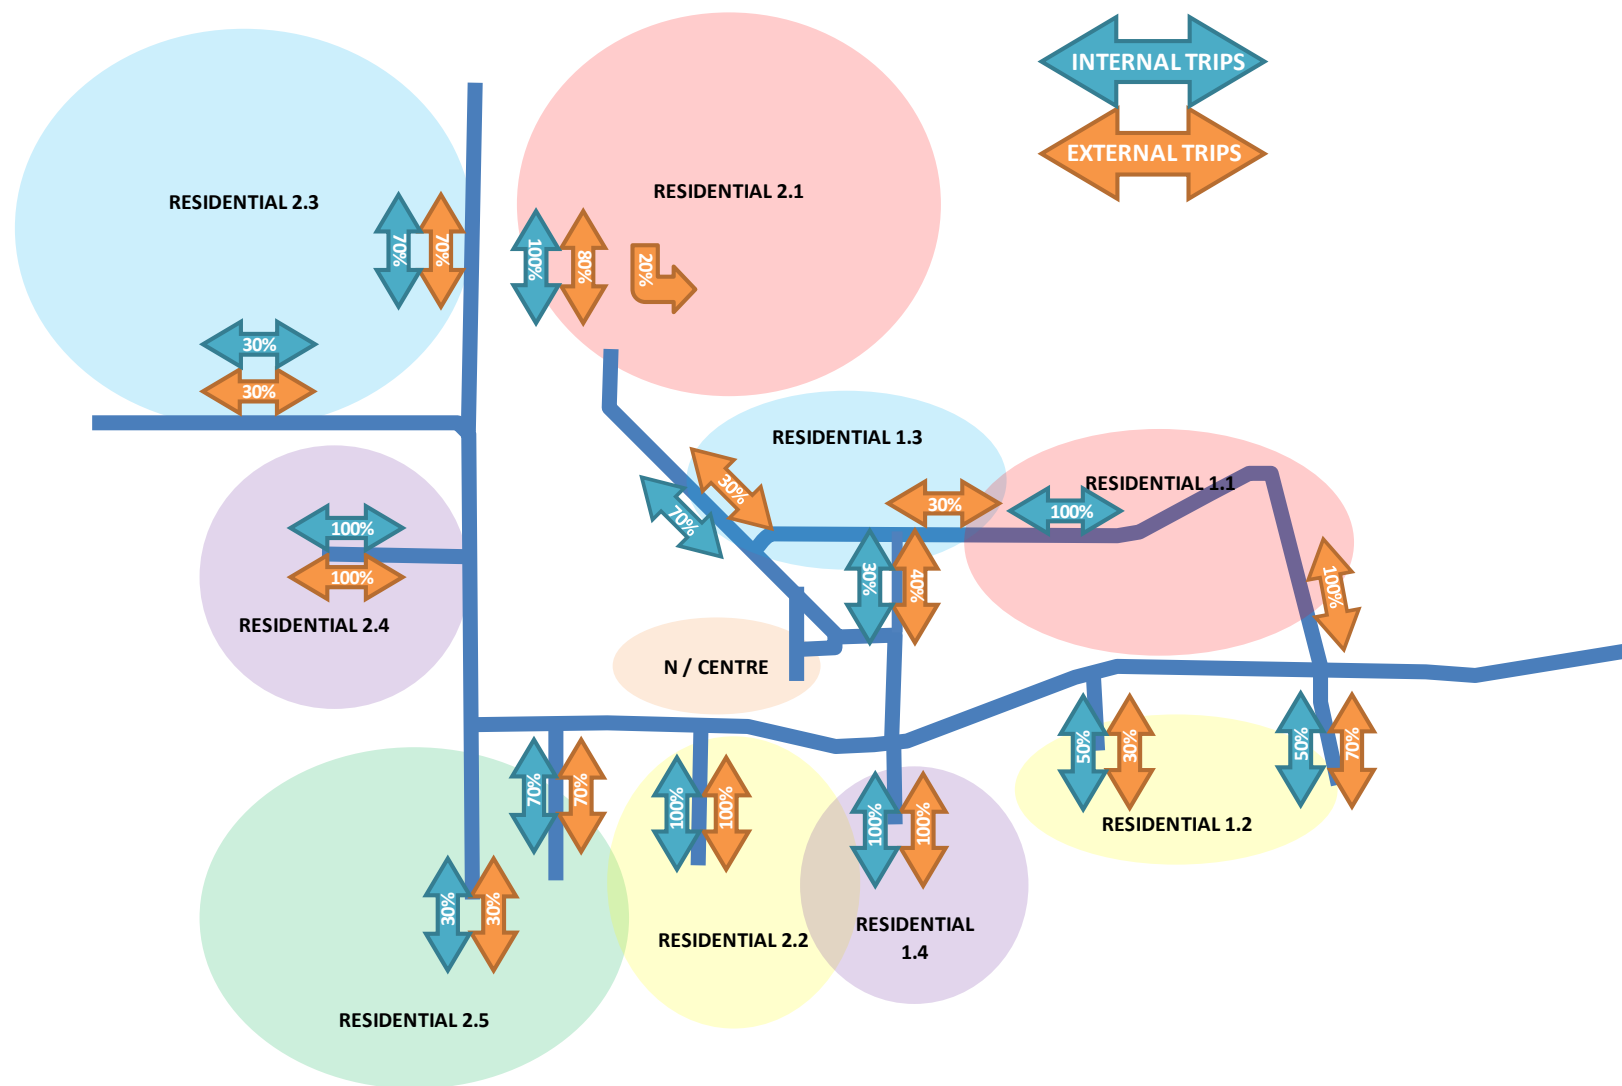 INTERNAL TRIPS
EXTERNAL TRIPS
RESIDENTIAL 2.3
RESIDENTIAL 2.1
70%
70%
100%
80%
20%
30%
30%
RESIDENTIAL 1.3
RESIDENTIAL 1.1
30%
70%
30%
100%
100%
100%
RESIDENTIAL 2.4
30%
40%
100%
N / CENTRE
50%
30%
50%
70%
RESIDENTIAL 1.2
70%
70%
100%
100%
100%
100%
30%
30%
RESIDENTIAL 2.2
RESIDENTIAL
1.4
RESIDENTIAL 2.5